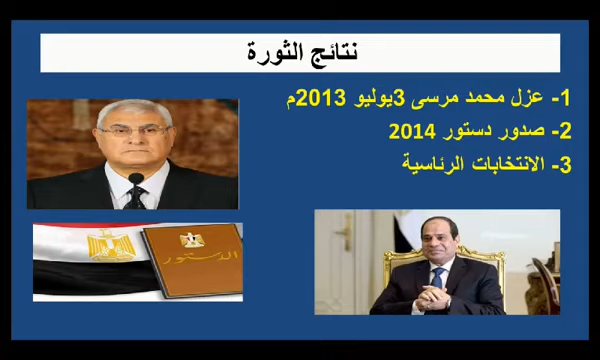 نتائج الثورة
1- عزل محمد مرسى 3يوليو 2013م
2- صدور دستور 2014
3- الانتخابات الرئاسية
الدستور